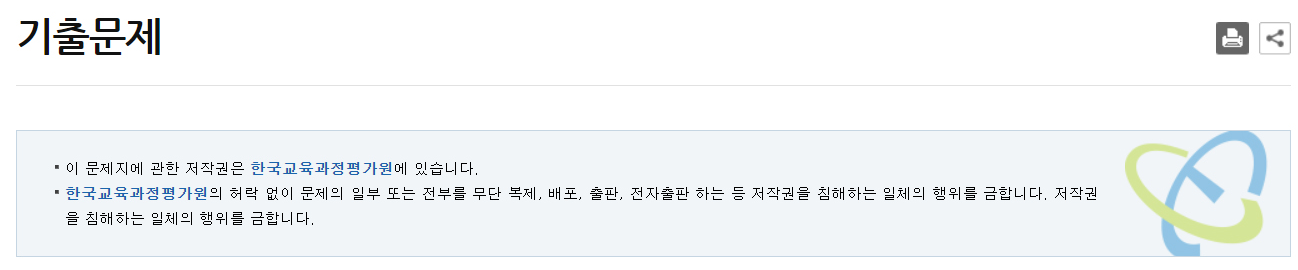 기출문제
이 문제지에 관한 저작권은 한국교육과정평가원에 있습니다.
한국교육과정평가원의 허락 없이 문제의 일부 또는 전부를 무단 복제, 배포, 출판, 전자출판 하는 등 저작권을 침해하는 일체의 행위를 금합니다. 저작권
을 침해하는 일체의 행위를 금합니다.